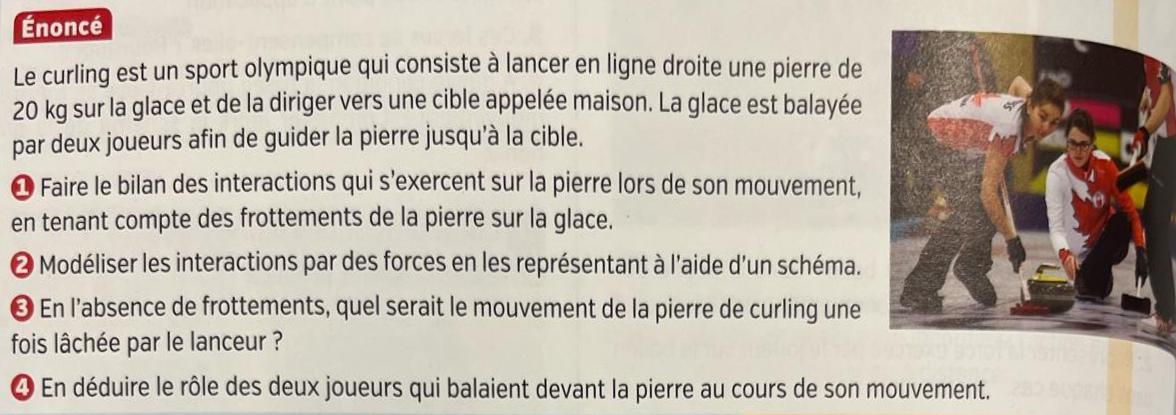 Énoncé
Le curling est un sport olympique qui consiste à lancer en ligne droite une pierre de
20 kg sur la glace et de la diriger vers une cible appelée maison. La glace est balayée
par deux joueurs afin de guider la pierre jusqu'à la cible.
1 Faire le bilan des interactions qui s'exercent sur la pierre lors de son mouvement,
en tenant compte des frottements de la pierre sur la glace.
2 Modéliser les interactions par des forces en les représentant à l'aide d'un schéma.
3 En l'absence de frottements, quel serait le mouvement de la pierre de curling une
fois lâchée par le lanceur ?
4 En déduire le rôle des deux joueurs qui balaient devant la pierre au cours de son mouvement.